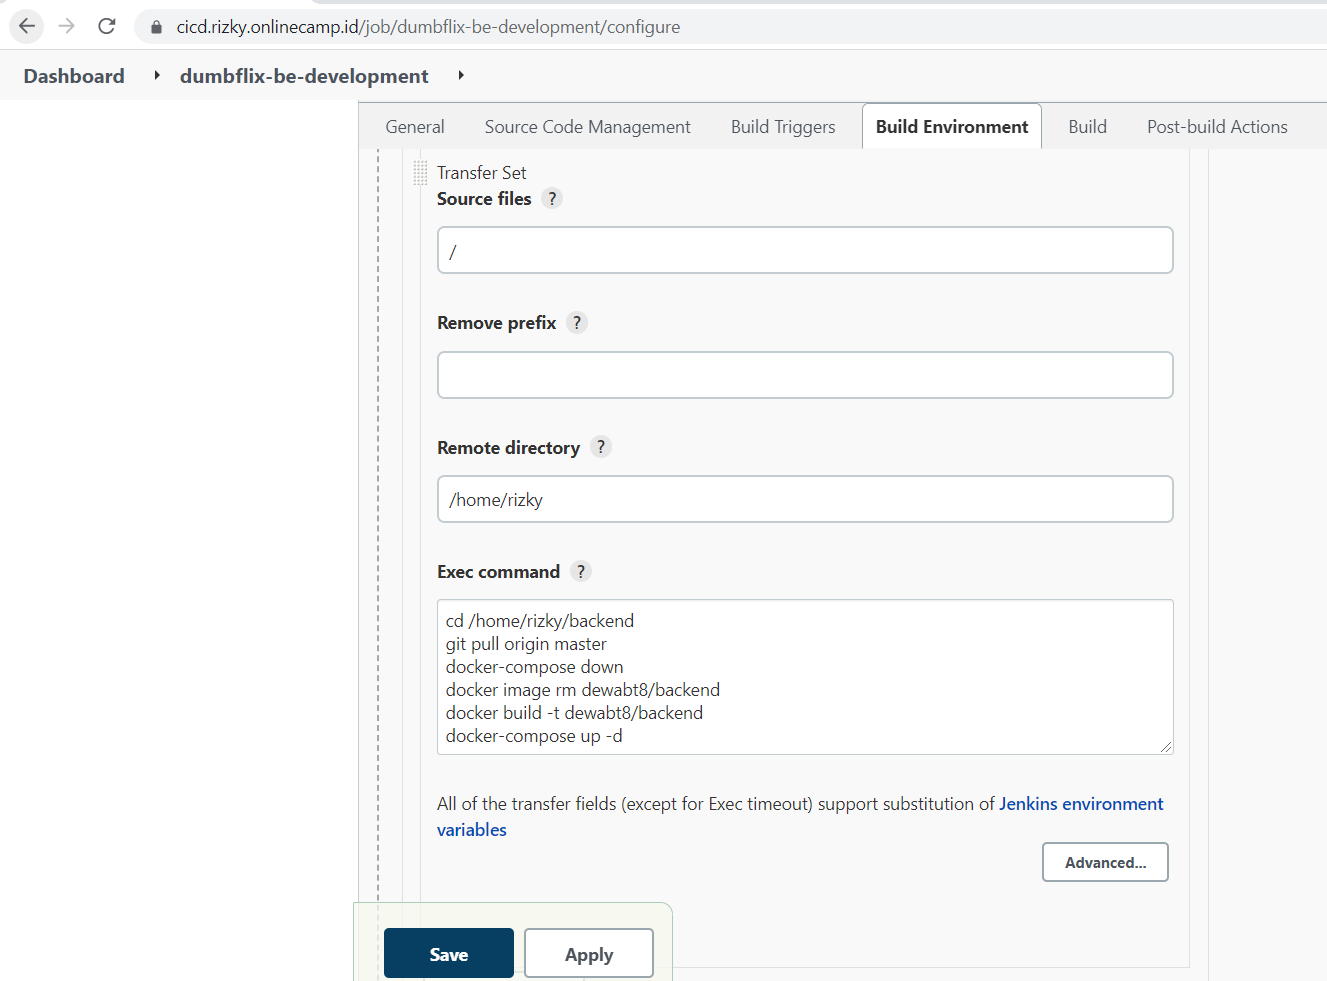 cicd.rizky.onlinecamp.id/job/dumbflix-be-development/configure
Dashboard
dumbflix-be-development
General
Source Code Management
Build Triggers
Build Environment
Build
Post-build Actions
Transfer Set
Source files ?
/
Remove prefix ?
Remote directory ?
/home/rizky
Exec command ?
cd /home/rizky/backend
git pull origin master
docker-compose down
docker image rm dewabt8/backend
docker build -t dewabt8/backend
docker-compose up -d
All of the transfer fields (except for Exec timeout) support substitution of Jenkins environment
variables
Advanced...
Save
Apply